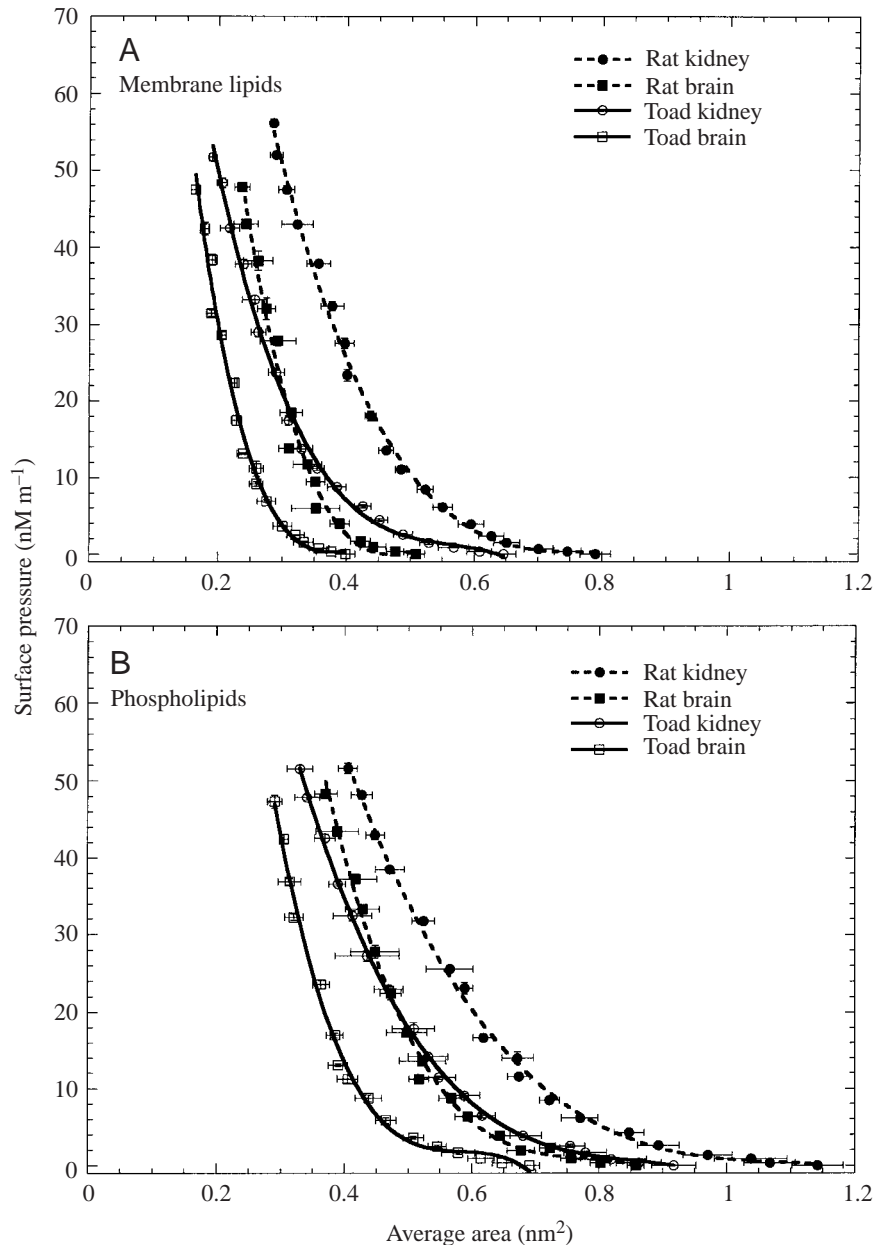 A
Membrane lipids
Rat kidney
Rat brain
Toad kidney
Toad brain
70
60
50
40
30
20
10
0
0
0.2
0.4
0.6
0.8
1
1.2
B
Phospholipids
Rat kidney
Rat brain
Toad kidney
Toad brain
70
60
50
40
30
20
10
0
0
0.2
0.4
0.6
0.8
1
1.2
Surface pressure (nM m−1)
Average area (nm2)